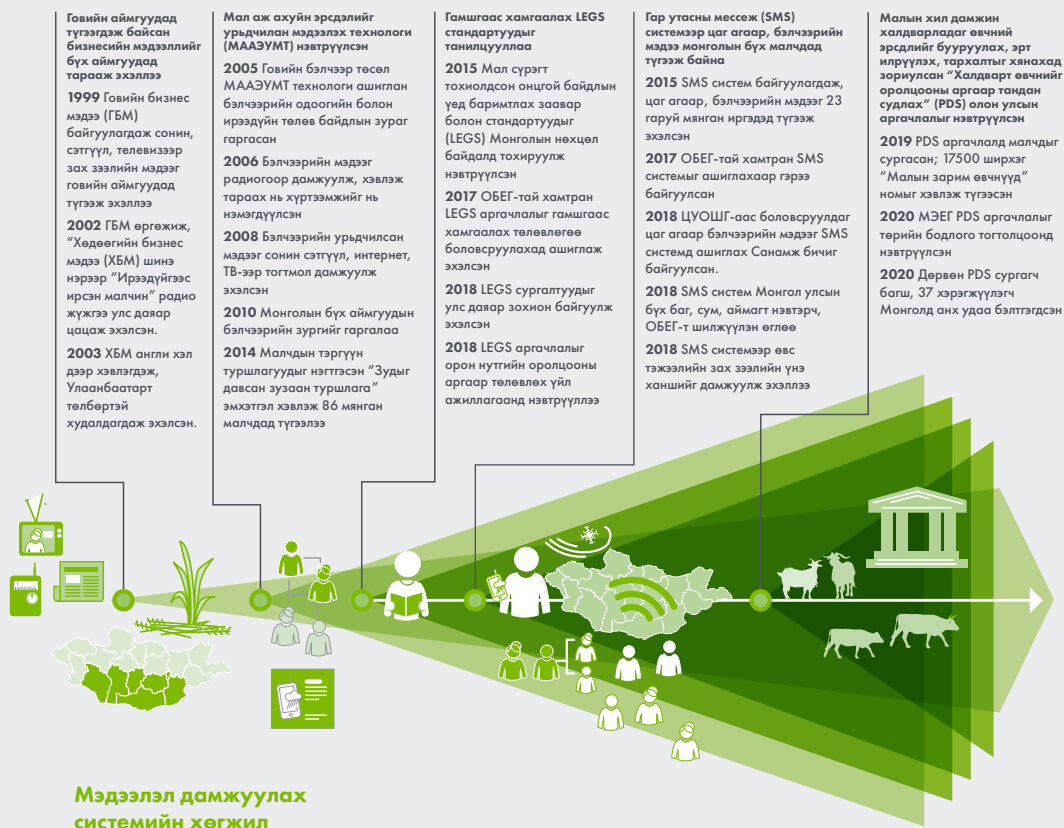 Говийн аймгуудад
түгээгдэж байсан
бизнесийн мэдээллийг
бүх аймгуудад
тарааж эхэллээ
1999 Говийн бизнес
мэдээ (ГБМ)
байгуулагдаж сонин,
сэтгүүл, телевизээр
зах зээлийн мэдээг
говийн аймгуудад
түгээж эхэллээ
2002 ГБМ өргөжиж,
“Хөдөөгийн бизнес
мэдээ (ХБМ) шинэ
нэрээр “Ирээдүйгээс
ирсэн малчин” радио
жүжгээ улс даяар
цацаж эхэлсэн.
2003 ХБМ англи хэл
дээр хэвлэгдэж,
Улаанбаатарт
төлбөртэй
худалдагдаж эхэлсэн.
Мал аж ахуйн эрсдэлийг
урьдчилан мэдээлэх технологи
(МААЭУМТ) нэвтрүүлсэн
2005 Говийн бэлчээр төсөл
МААЭУМТ технологи ашиглан
бэлчээрийн одоогийн болон
ирээдүйн төлөв байдлын зураг
гаргасан
2006 Бэлчээрийн мэдээг
радиогоор дамжуулж, хэвлэж
тараах нь хүртээмжийг нь
нэмэгдүүлсэн
2008 Бэлчээрийн урьдчилсан
мэдээг сонин сэтгүүл, интернет,
ТВ-ээр тогтмол дамжуулж
эхэлсэн
2010 Монголын бүх аймгуудын
бэлчээрийн зургийг гаргалаа
2014 Малчдын тэргүүн
туршлагуудыг нэгтгэсэн “Зудыг
давсан зузаан туршлага”
эмхэтгэл хэвлэж 86 мянган
малчдад түгээлээ
Гамшгаас хамгаалах LEGS
стандартуудыг
танилцууллаа
2015 Мал сүрэгт
тохиолдсон онцгой байдлын
үед баримтлах заавар
болон стандартуудыг
(LEGS) Монголын нөхцөл
байдалд тохируулж
нэвтрүүлсэн
2017 ОБЕГ-тай хамтран
LEGS аргачлалыг гамшгаас
хамгаалах төлөвлөгөө
боловсруулахад ашиглаж
эхэлсэн
2018 LEGS сургалтуудыг
улс даяар зохион байгуулж
эхэлсэн
2018 LEGS аргачлалыг
орон нутгийн оролцооны
аргаар төлөвлөх үйл
ажиллагаанд нэвтрүүллээ
Гар утасны мессеж (SMS)
системээр цаг агаар, бэлчээрийн
мэдээ монголын бүх малчдад
түгээж байна
2015 SMS систем байгуулагдаж,
цаг агаар, бэлчээрийн мэдээг 23
гаруй мянган иргэдэд түгээж
эхэлсэн
2017 ОБЕГ-тай хамтран SMS
системыг ашиглахаар гэрээ
байгуулсан
2018 ЦУОШГ-аас боловсруулдаг
цаг агаар бэлчээрийн мэдээг SMS
системд ашиглах Санамж бичиг
байгуулсан.
2018 SMS систем Монгол улсын
бүх баг, сум, аймагт нэвтэрч,
ОБЕГ-т шилжүүлэн өглөө
2018 SMS системээр өвс
тэжээлийн зах зээлийн үнэ
ханшийг дамжуулж эхэллээ
Малын хил дамжин
халдварладаг өвчний
эрсдлийг бууруулах, эрт
илрүүлэх, тархалтыг хянахад
зориулсан “Халдварт өвчнийг
оролцооны аргаар тандан
судлах” (PDS) олон улсын
аргачлалыг нэвтрүүлсэн
2019 PDS аргачлалд малчдыг
сургасан; 17500 ширхэг
“Малын зарим өвчнүүд”
номыг хэвлэж түгээсэн
2020 МЭЕГ PDS аргачлалыг
төрийн бодлого тогтолцоонд
нэвтрүүлсэн
2020 Дөрвөн PDS сургагч
багш, 37 хэрэгжүүлэгч
Монголд анх удаа бэлтгэгдсэн
Мэдээлэл дамжуулах
системийн хөгжил